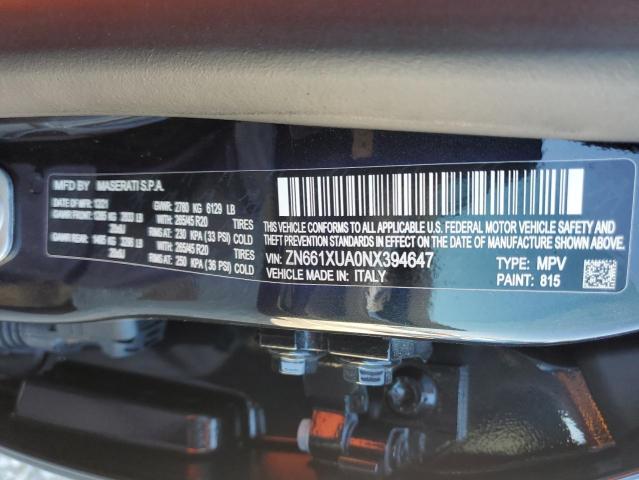 MFD BY MASERATI S.P.A.
DATE OF MFR: 12/21 GVWR: 2780 KG 6129 LB
GAWR FRONT: 1285 KG 2833 LB WITH: 265/45 R20 TIRES
20x9J RIMS AT: 230 KPA (33 PSI) COLD
GAWR REAR: 1495 KG 3296 LB WITH: 265/45 R20 TIRES
20x9J RIMS AT: 250 KPA (36 PSI) COLD
THIS VEHICLE CONFORMS TO ALL APPLICABLE U.S. FEDERAL MOTOR VEHICLE SAFETY
BUMPER, AND THEFT PREVENTION STANDARDS IN EFFECT ON THE DATE OF MANUFACTURE SHOWN ABOVE
VIN: ZN661XUA0NX394647 TYPE: MPV
VEHICLE MADE IN: ITALY PAINT: 815